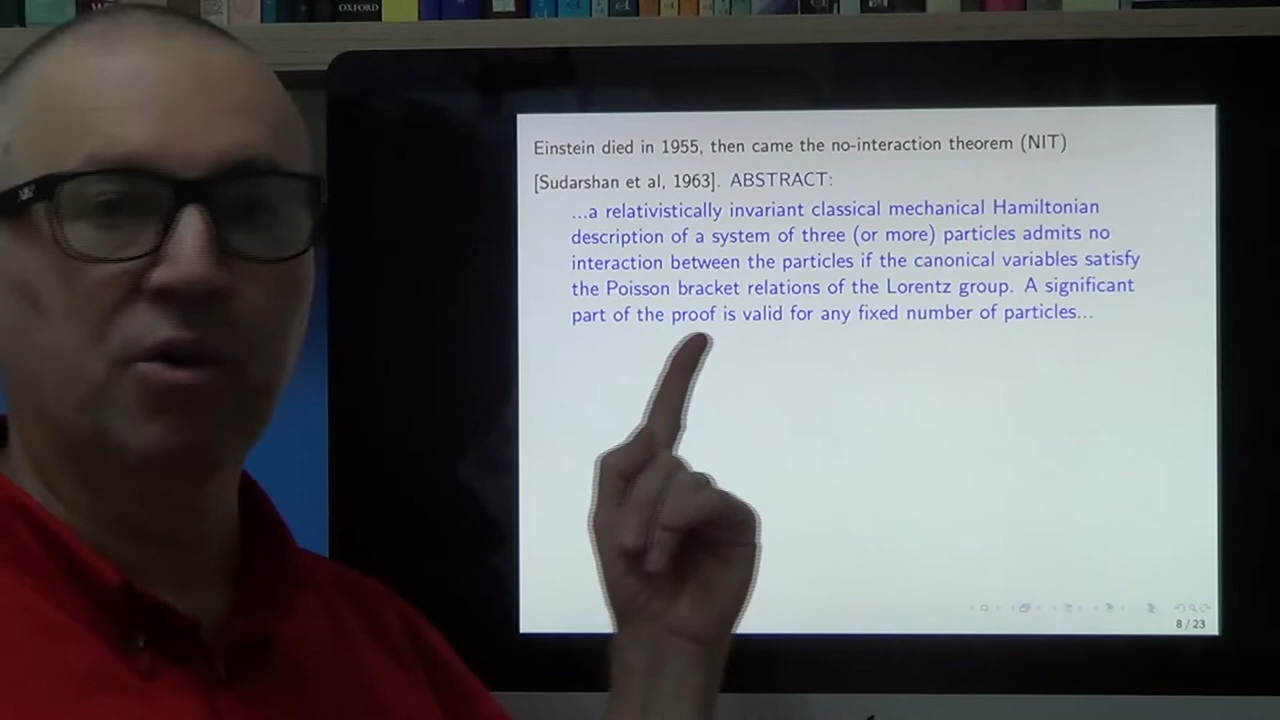 OXFORD
Einstein died in 1955, then came the no-interaction theorem (NIT)
[Sudarshan et al, 1963]. ABSTRACT:
...a relativistically invariant classical mechanical Hamiltonian
description of a system of three (or more) particles admits no
interaction between the particles if the canonical variables satisfy
the Poisson bracket relations of the Lorentz group. A significant
part of the proof is valid for any fixed number of particles...
8 / 23